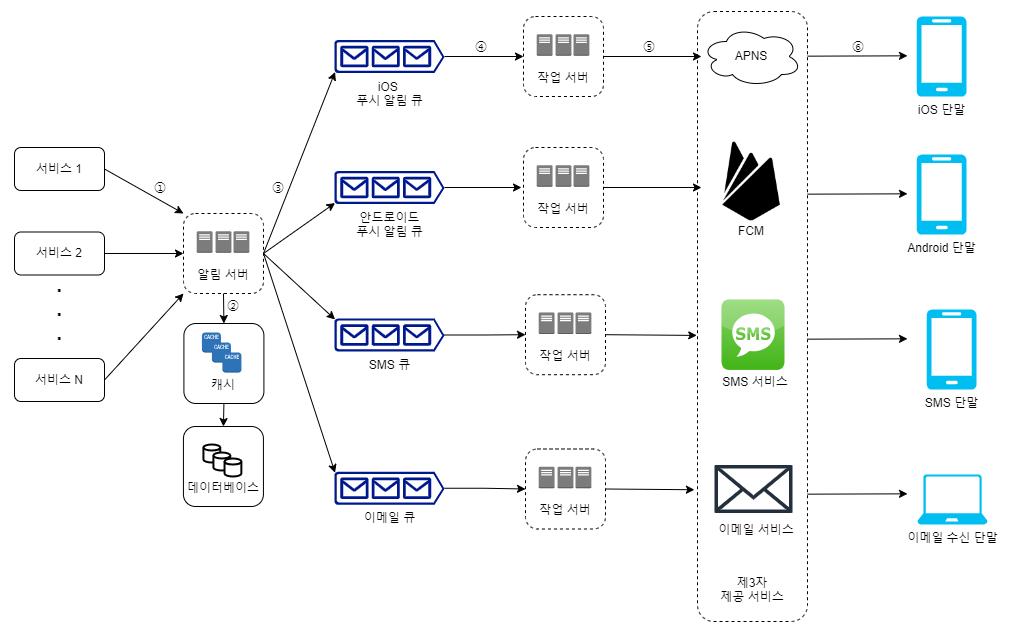 서비스 1
서비스 2
서비스 N
①
알림 서버
②
CACHE
CACHE
CACHE
캐시
데이터베이스
③
iOS
푸시 알림 큐
④
작업 서버
⑤
APNS
⑥
iOS 단말
안드로이드
푸시 알림 큐
작업 서버
FCM
Android 단말
SMS 큐
작업 서버
SMS
SMS 서비스
SMS 단말
이메일 큐
작업 서버
이메일 서비스
이메일 수신 단말
제3자
제공 서비스